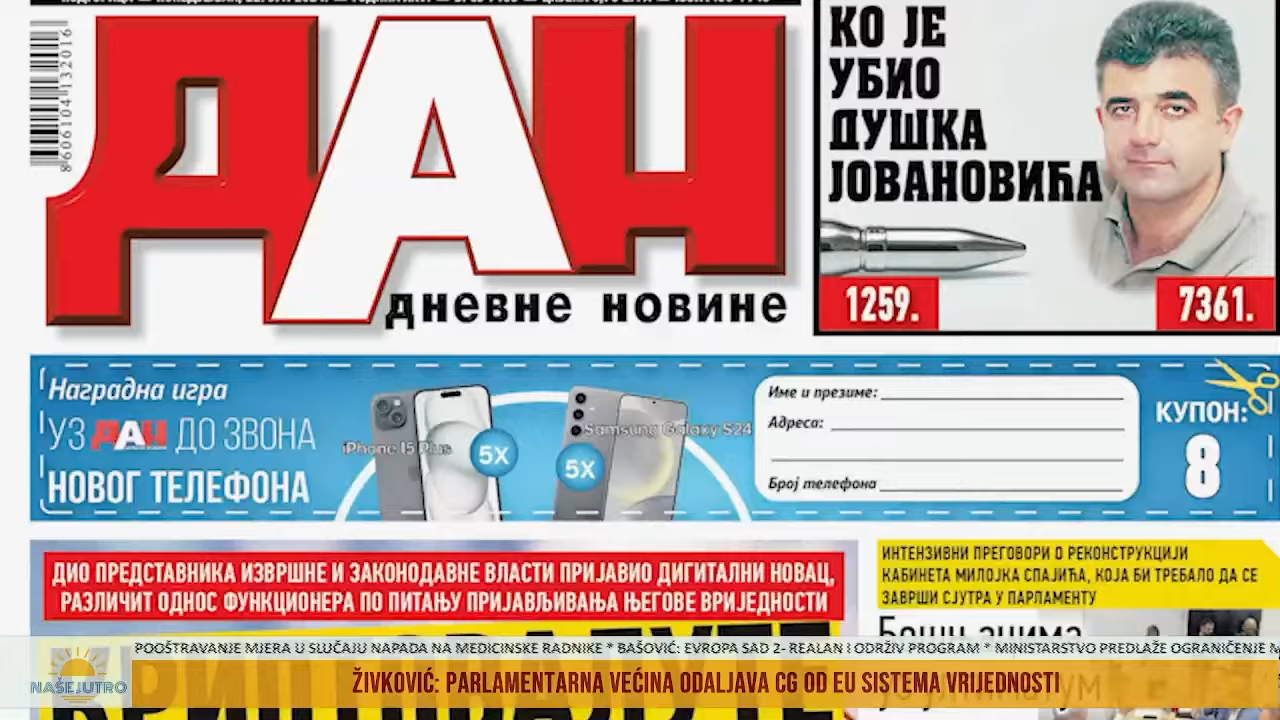 8606104132016
ДАН
дневне новине
КО ЈЕ
УБИО
ДУШКА
ЈОВАНОВИЋА
1259.
7361.
Наградна игра
УЗ ДАН ДО ЗВОНА
НОВОГ ТЕЛЕФОНА
iPhone 15 Plus
5X
5X
Samsung Galaxy S24
Име и презиме:
Адреса:
Број телефона
КУПОН:
8
ДИО ПРЕДСТАВНИКА ИЗВРШНЕ И ЗАКОНОДАВНЕ ВЛАСТИ ПРИЈАВИО ДИГИТАЛНИ НОВАЦ,
РАЗЛИЧИТ ОДНОС ФУНКЦИОНЕРА ПО ПИТАЊУ ПРИЈАВЉИВАЊА ЊЕГОВЕ ВРИЈЕДНОСТИ
ИНТЕНЗИВНИ ПРЕГОВОРИ О РЕКОНСТРУКЦИЈИ
КАБИНЕТА МИЛОЈКА СПАЈИЋА, КОЈА БИ ТРЕБАЛО ДА СЕ
ЗАВРШИ СЈУТРА У ПАРЛАМЕНТУ
POOŠTRAVANJE MJERA U SLUČAJU NAPADA NA MEDICINSKE RADNIKE * BAŠOVIĆ: EVROPA SAD 2- REALAN I ODRŽIV PROGRAM * MINISTARSTVO PREDLAŽE OGRANIČENJE
NAŠE JUTRO
ŽIVKOVIĆ: PARLAMENTARNA VEĆINA ODALJAVA CG OD EU SISTEMA VRIJEDNOSTI